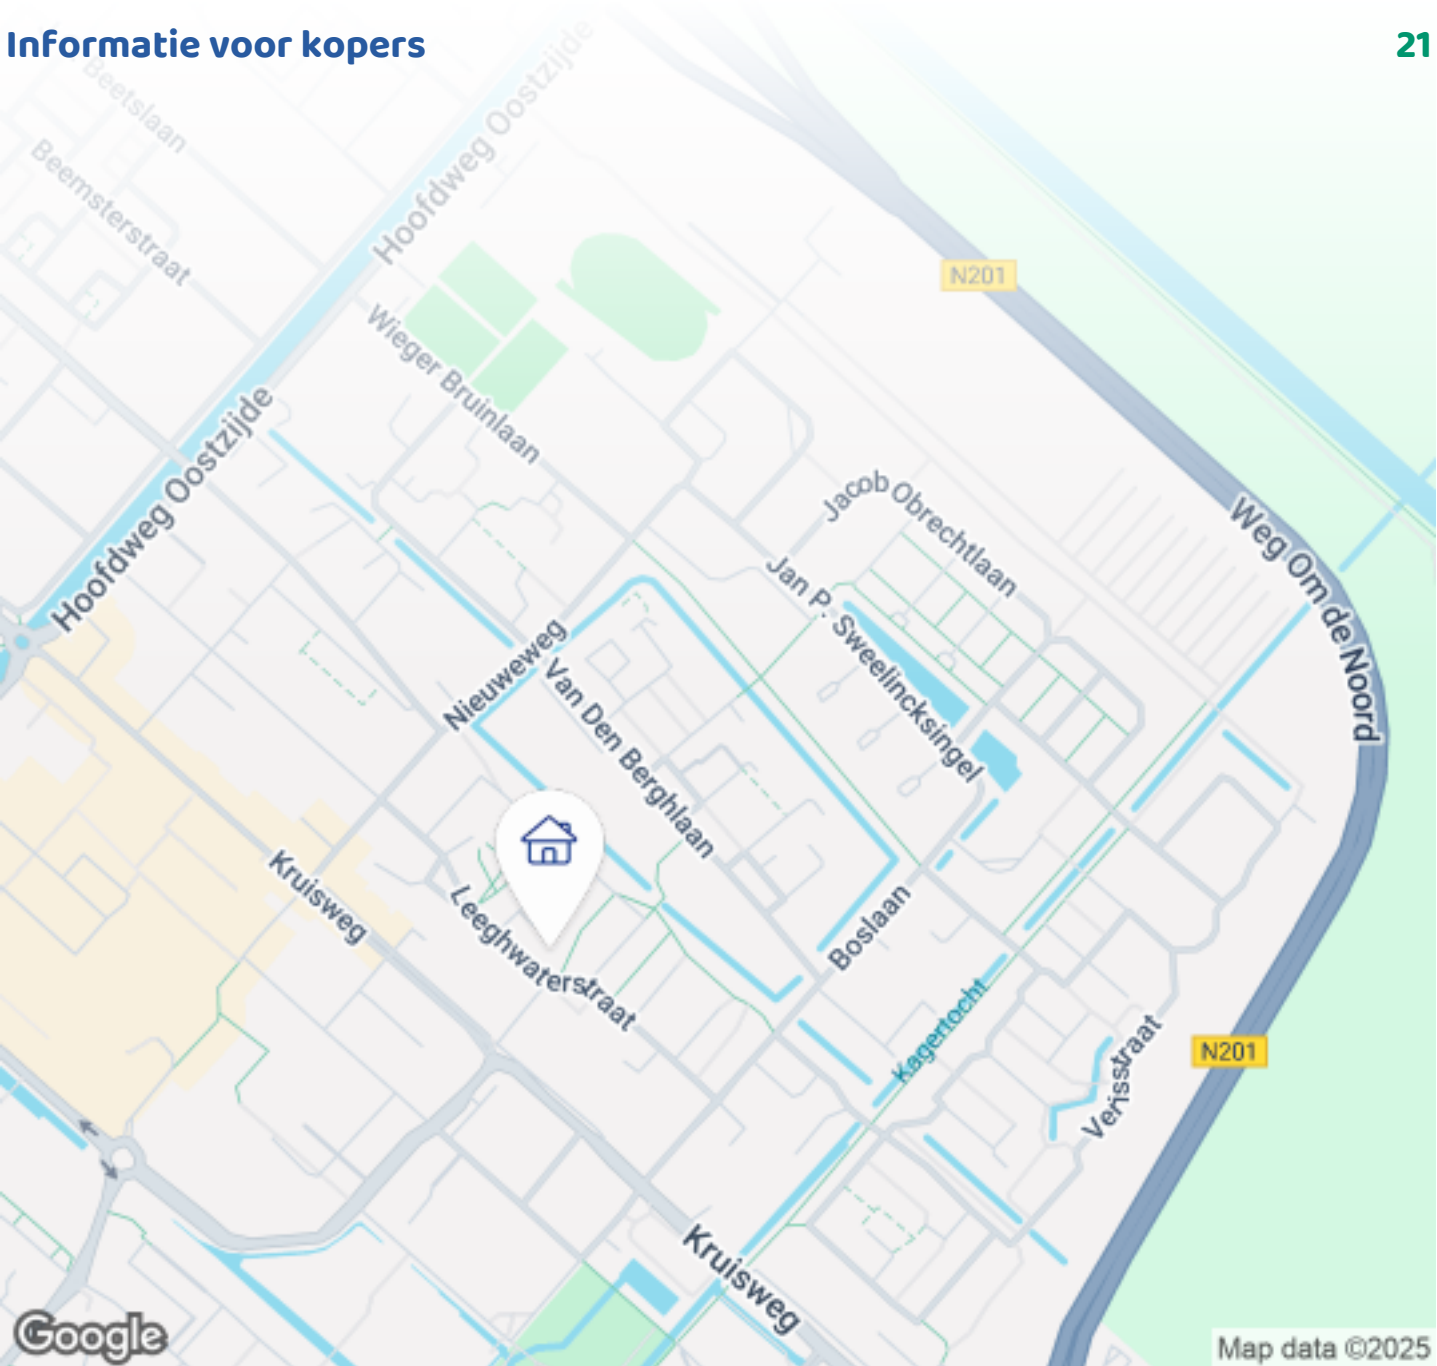 Informatie voor kopers
21
Beetslaan
Hoofdweg Oostzijde
Beemsterstraat
N201
Wieger Bruinlaan
Hoofdweg Oostzijde
Jacob Obrechtlaan
Weg Om de Noord
Jan P. Sweelincksingel
Nieuweweg
Van Den Berghlaan
Kruisweg
Leeghwaterstraat
Boslaan
Kagertocht
Verisstraat
N201
Kruisweg
Google
Map data ©2025